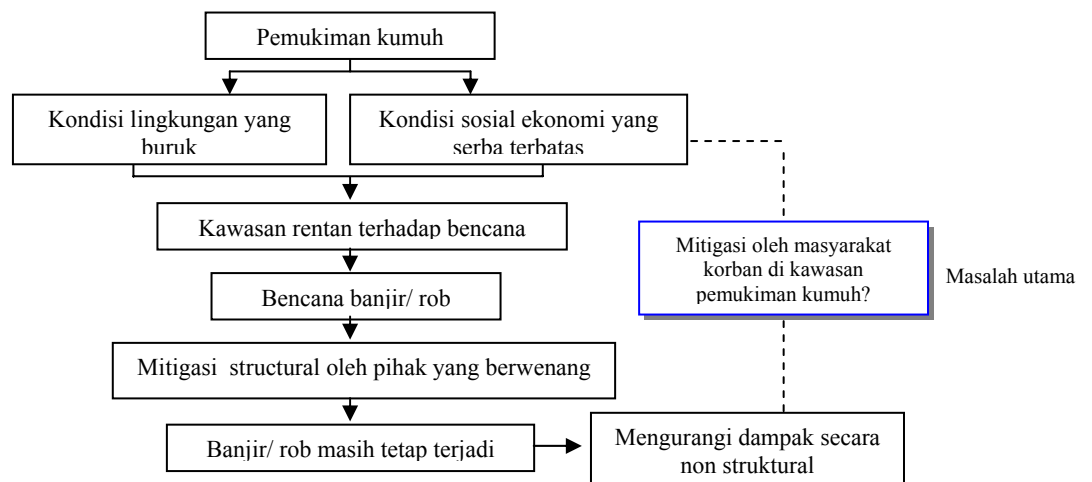 Pemukiman kumuh
Kondisi lingkungan yang
buruk
Kondisi sosial ekonomi yang
serba terbatas
Kawasan rentan terhadap bencana
Mitigasi oleh masyarakat
korban di kawasan
pemukiman kumuh?
Masalah utama
Bencana banjir/ rob
Mitigasi structural oleh pihak yang berwenang
Banjir/ rob masih tetap terjadi
Mengurangi dampak secara
non struktural